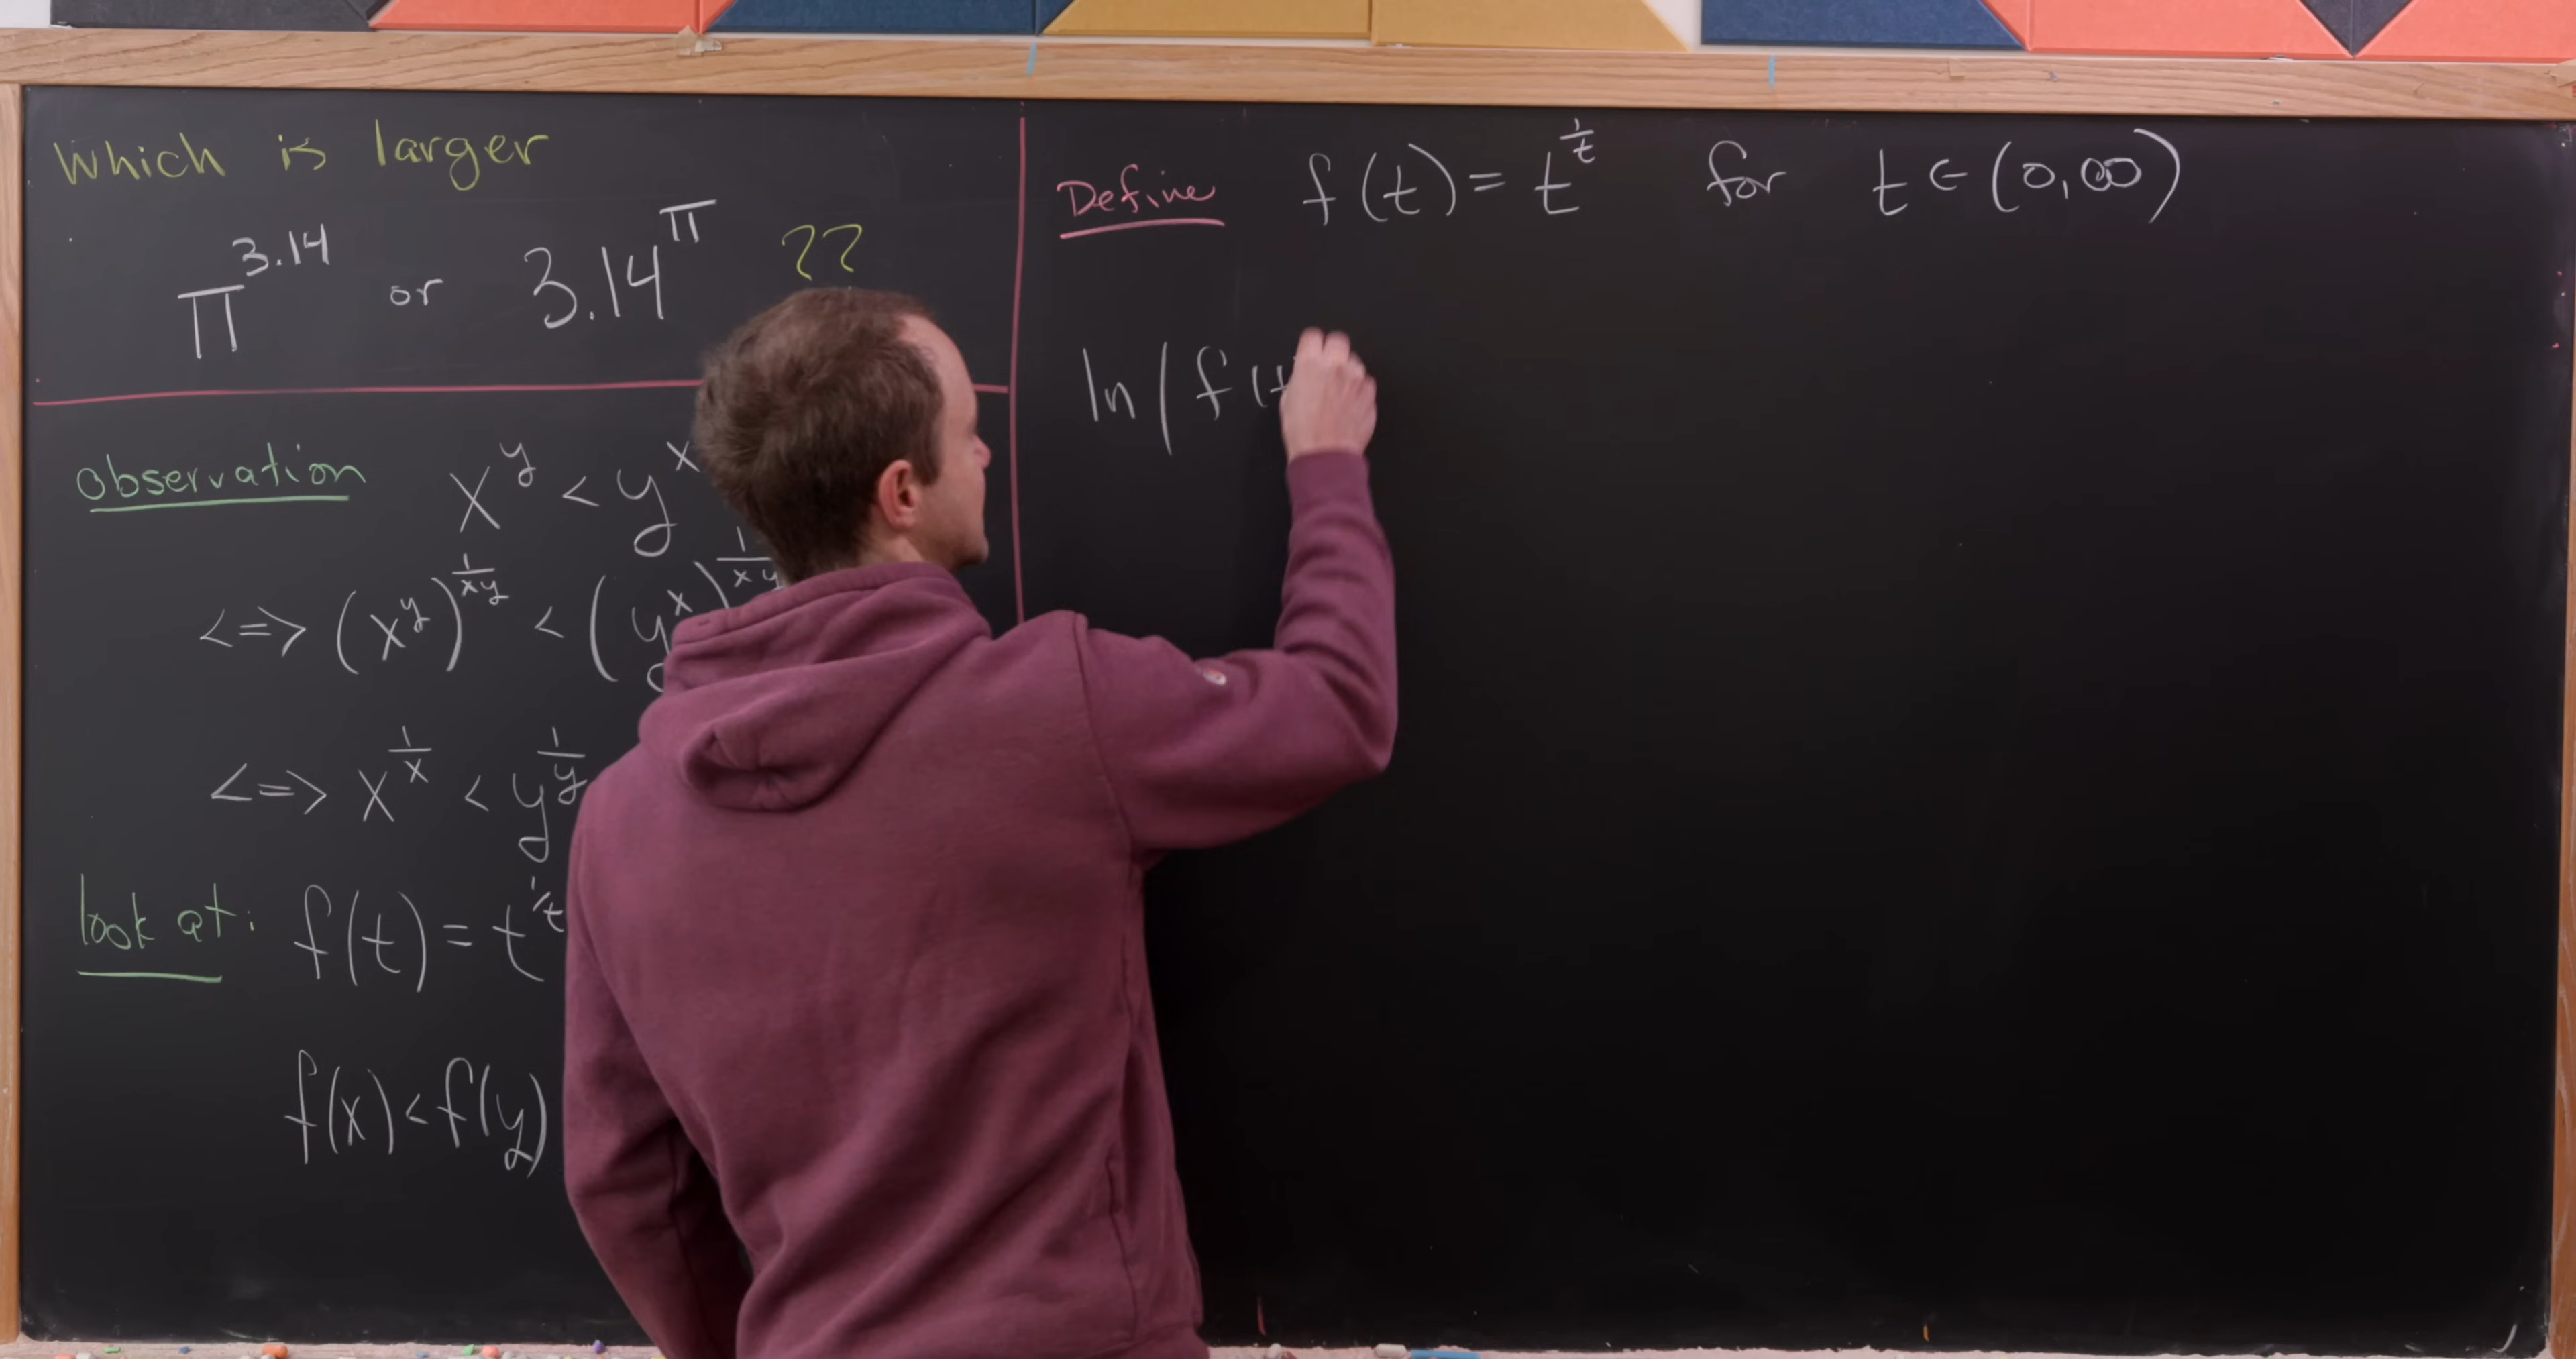 Which is larger
π^3.14 or 3.14^π ??
observation x^y < y^x
<=> (x^y)^(1/xy) < (y^x)^(1/xy)
<=> x^(1/x) < y^(1/y)
look at: f(t) = t^(1/t)
f(x) < f(y)
Define f(t) = t^(1/t) for t ∈ (0,∞)
ln(f(t